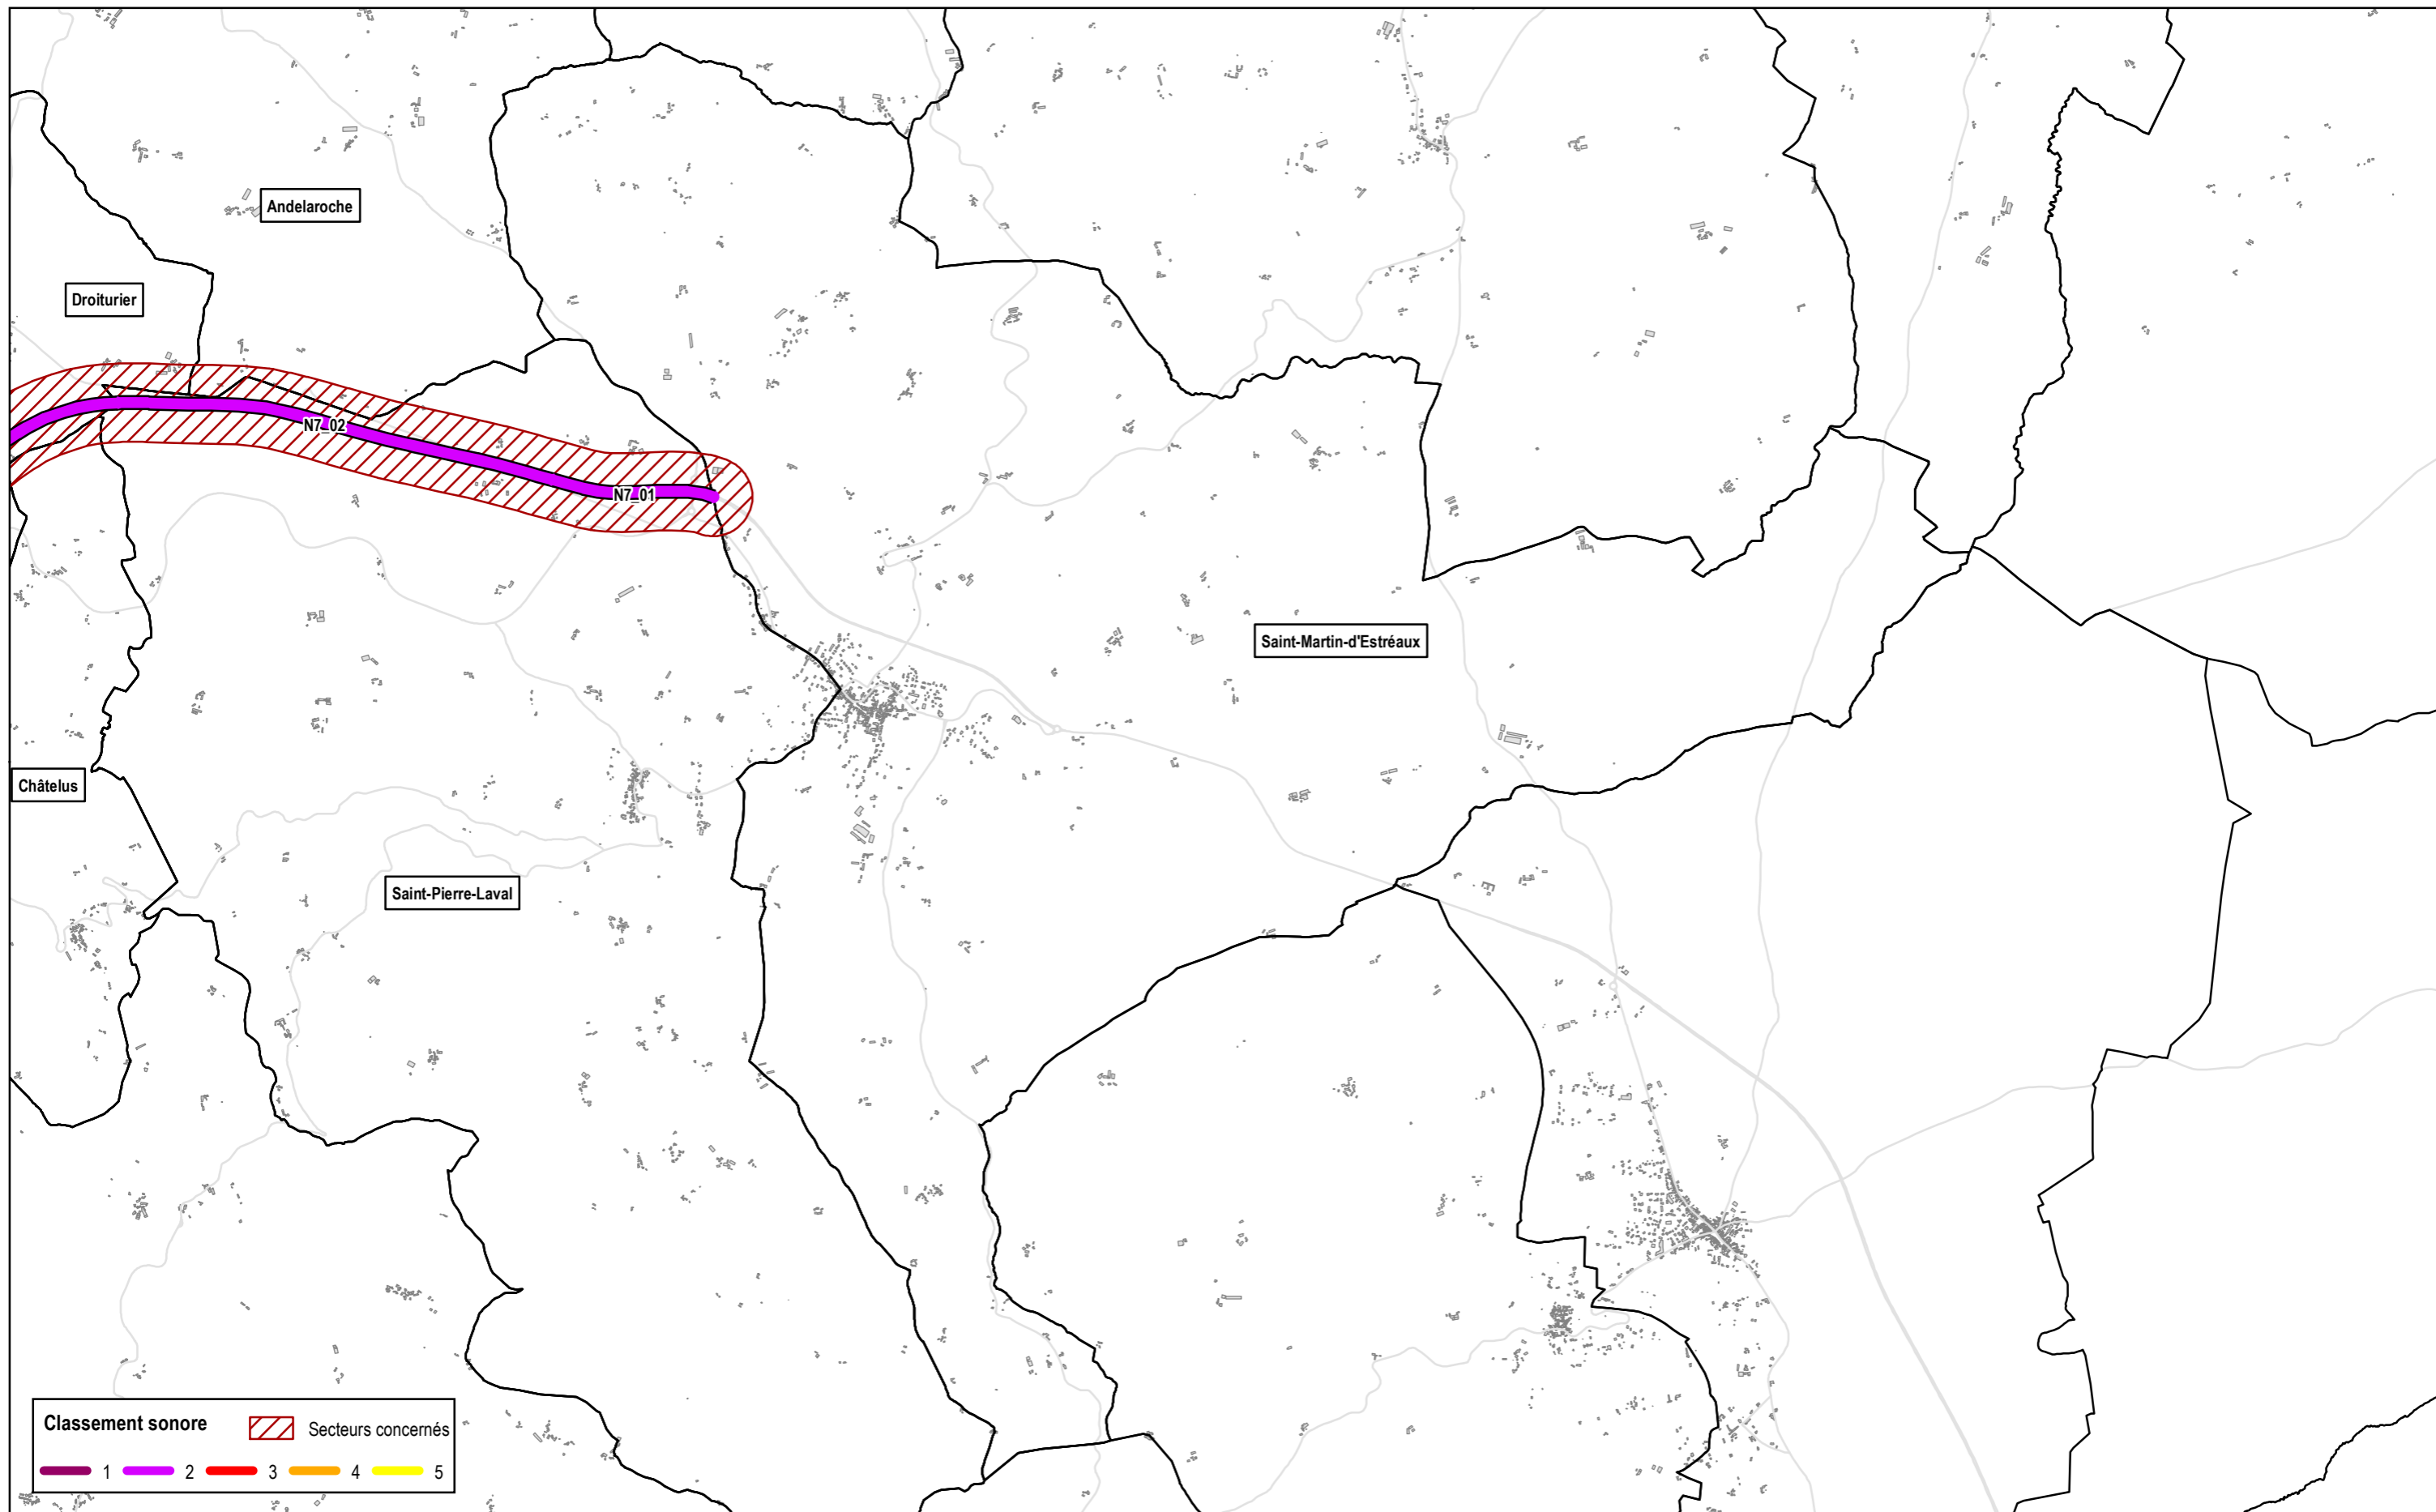 Andelaroche
Droiturier
N7_02
N7_01
Saint-Martin-d'Estréaux
Châtelus
Saint-Pierre-Laval
Classement sonore
Secteurs concernés
1 2 3 4 5